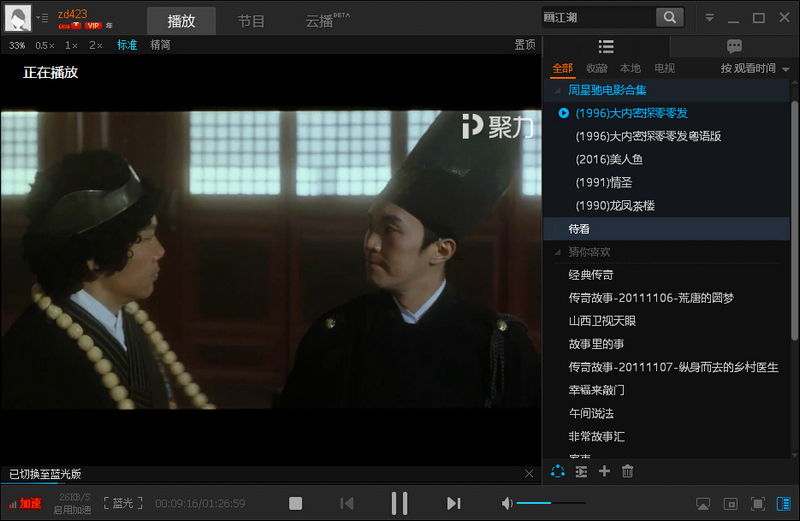 zd423
VIP 年
播放
节目
云播BETA
画江湖
33% 0.5× 1× 2× 标准 精简
置顶
正在播放
聚力
全部 收藏 本地 电视
按 观看时间
周星驰电影合集
(1996)大内密探零零发
(1996)大内密探零零发粤语版
(2016)美人鱼
(1991)情圣
(1990)龙凤茶楼
待看
猜你喜欢
经典传奇
传奇故事-20111106-荒唐的圆梦
山西卫视天眼
故事里的事
传奇故事-20111107-纵身而去的乡村医生
幸福来敲门
午间说法
非常故事汇
已切换至蓝光版
加速
26KB/S
启用加速
[ 蓝光 ]
00:09:16/01:26:59